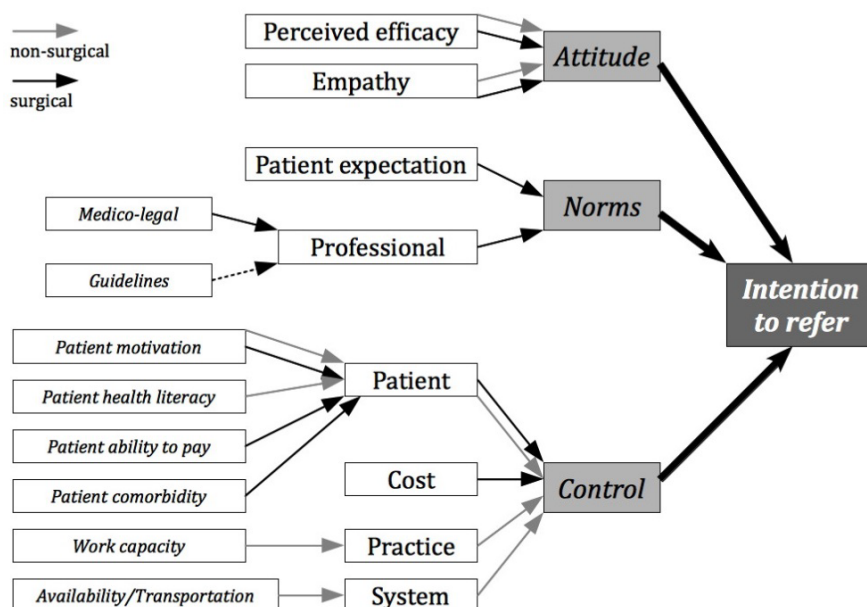 non-surgical
surgical
Perceived efficacy
Empathy
Attitude
Patient expectation
Medico-legal
Professional
Guidelines
Norms
Intention
to refer
Patient motivation
Patient health literacy
Patient ability to pay
Patient comorbidity
Work capacity
Availability/Transportation
Patient
Cost
Practice
System
Control